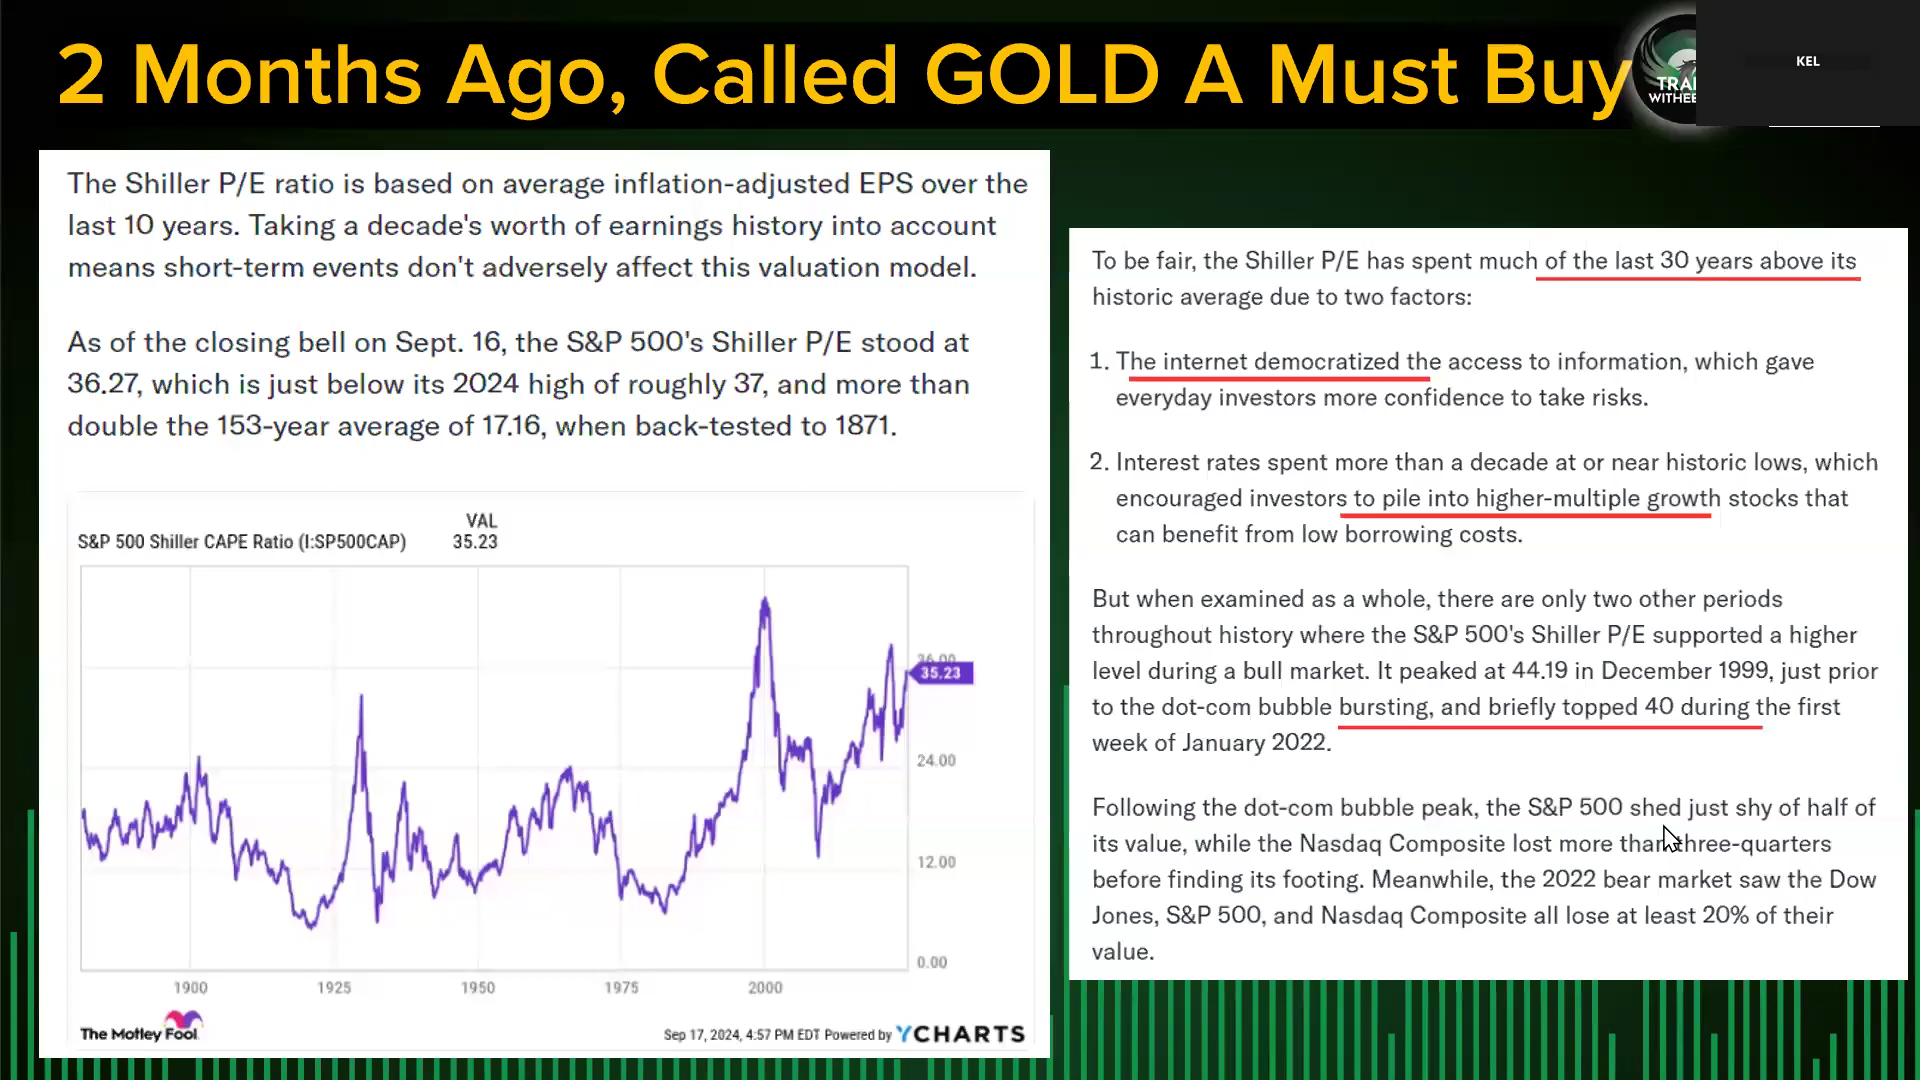 2 Months Ago, Called GOLD A Must Buy
KEL
The Shiller P/E ratio is based on average inflation-adjusted EPS over the
last 10 years. Taking a decade's worth of earnings history into account
means short-term events don't adversely affect this valuation model.
As of the closing bell on Sept. 16, the S&P 500's Shiller P/E stood at
36.27, which is just below its 2024 high of roughly 37, and more than
double the 153-year average of 17.16, when back-tested to 1871.
VAL
S&P 500 Shiller CAPE Ratio (I:SP500CAP) 35.23
36.00
35.23
24.00
12.00
0.00
1900 1925 1950 1975 2000
The Motley Fool
Sep 17, 2024, 4:57 PM EDT Powered by YCHARTS
To be fair, the Shiller P/E has spent much of the last 30 years above its
historic average due to two factors:
1. The internet democratized the access to information, which gave
everyday investors more confidence to take risks.
2. Interest rates spent more than a decade at or near historic lows, which
encouraged investors to pile into higher-multiple growth stocks that
can benefit from low borrowing costs.
But when examined as a whole, there are only two other periods
throughout history where the S&P 500's Shiller P/E supported a higher
level during a bull market. It peaked at 44.19 in December 1999, just prior
to the dot-com bubble bursting, and briefly topped 40 during the first
week of January 2022.
Following the dot-com bubble peak, the S&P 500 shed just shy of half of
its value, while the Nasdaq Composite lost more than three-quarters
before finding its footing. Meanwhile, the 2022 bear market saw the Dow
Jones, S&P 500, and Nasdaq Composite all lose at least 20% of their
value.